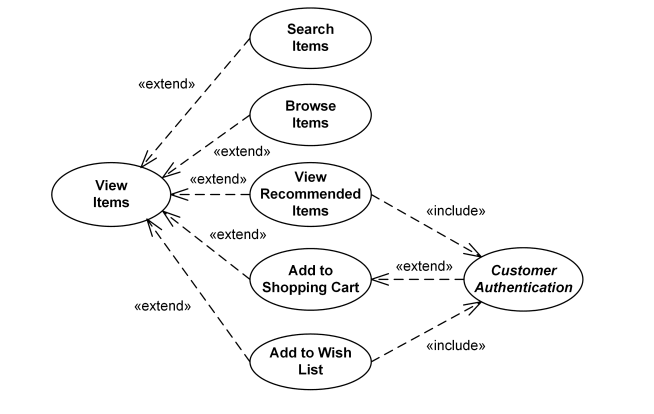 Search
Items
«extend»
Browse
Items
«extend»
View
Items
«extend»
View
Recommended
Items
«include»
«extend»
Add to
Shopping Cart
«extend»
Customer
Authentication
«extend»
Add to Wish
List
«include»